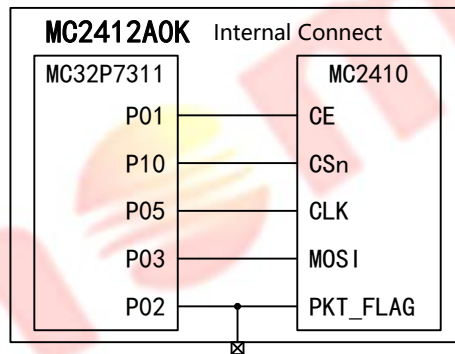 MC2412A0K Internal Connect
MC32P7311 MC2410
P01 CE
P10 CSn
P05 CLK
P03 MOSI
P02 PKT_FLAG